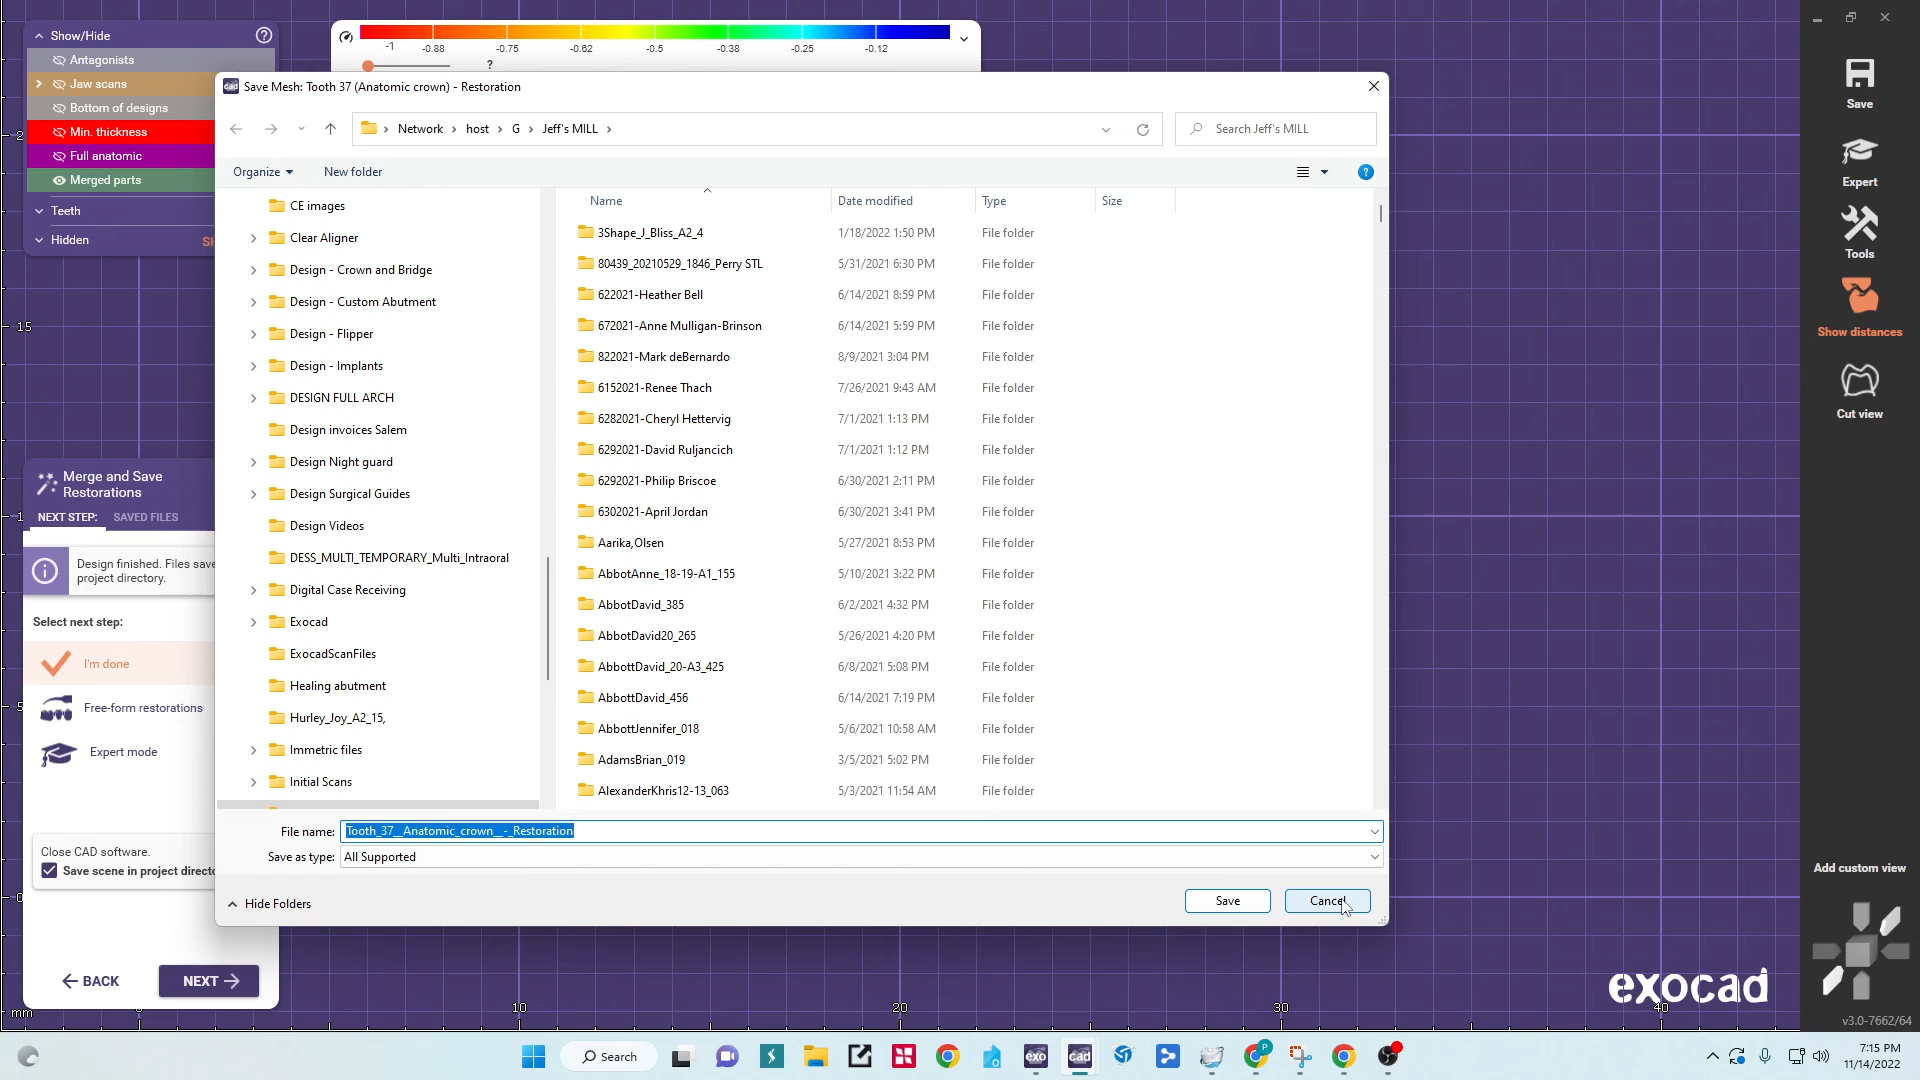 Show/Hide
Antagonists
Jaw scans
Bottom of designs
Min. thickness
Full anatomic
Merged parts
Teeth
Hidden
-1 -0.88 -0.75 -0.62 -0.5 -0.38 -0.25 -0.12
?
cad Save Mesh: Tooth 37 (Anatomic crown) - Restoration
Network host G Jeff's MILL
Search Jeff's MILL
Organize New folder
?
CE images
Clear Aligner
Design - Crown and Bridge
Design - Custom Abutment
Design - Flipper
Design - Implants
DESIGN FULL ARCH
Design invoices Salem
Design Night guard
Design Surgical Guides
Design Videos
DESS_MULTI_TEMPORARY_Multi_Intraoral
Digital Case Receiving
Exocad
ExocadScanFiles
Healing abutment
Hurley_Joy_A2_15,
Immetric files
Initial Scans
Name Date modified Type Size
3Shape_J_Bliss_A2_4 1/18/2022 1:50 PM File folder
80439_20210529_1846_Perry STL 5/31/2021 6:30 PM File folder
622021-Heather Bell 6/14/2021 8:59 PM File folder
672021-Anne Mulligan-Brinson 6/14/2021 5:59 PM File folder
822021-Mark deBernardo 8/9/2021 3:04 PM File folder
6152021-Renee Thach 7/26/2021 9:43 AM File folder
6282021-Cheryl Hettervig 7/1/2021 1:13 PM File folder
6292021-David Ruljancich 7/1/2021 1:12 PM File folder
6292021-Philip Briscoe 6/30/2021 2:11 PM File folder
6302021-April Jordan 6/30/2021 3:41 PM File folder
Aarika,Olsen 5/27/2021 8:53 PM File folder
AbbotAnne_18-19-A1_155 5/10/2021 3:22 PM File folder
AbbotDavid_385 6/2/2021 4:32 PM File folder
AbbotDavid20_265 5/26/2021 4:20 PM File folder
AbbottDavid_20-A3_425 6/8/2021 5:08 PM File folder
AbbottDavid_456 6/14/2021 7:19 PM File folder
AbbottJennifer_018 5/6/2021 10:58 AM File folder
AdamsBrian_019 3/5/2021 5:02 PM File folder
AlexanderKhris12-13_063 5/3/2021 11:54 AM File folder
File name: Tooth_37__Anatomic_crown__-_Restoration
Save as type: All Supported
Hide Folders
Save Cancel
Merge and Save
Restorations
NEXT STEP: SAVED FILES
Design finished. Files save
project directory.
Select next step:
I'm done
Free-form restorations
Expert mode
Close CAD software.
Save scene in project directo
BACK NEXT
15
mm
10 20 30 40
Save
Expert
Tools
Show distances
Cut view
Add custom view
exocad
v3.0-7662/64
Search
exo
cad
P
7:15 PM
11/14/2022